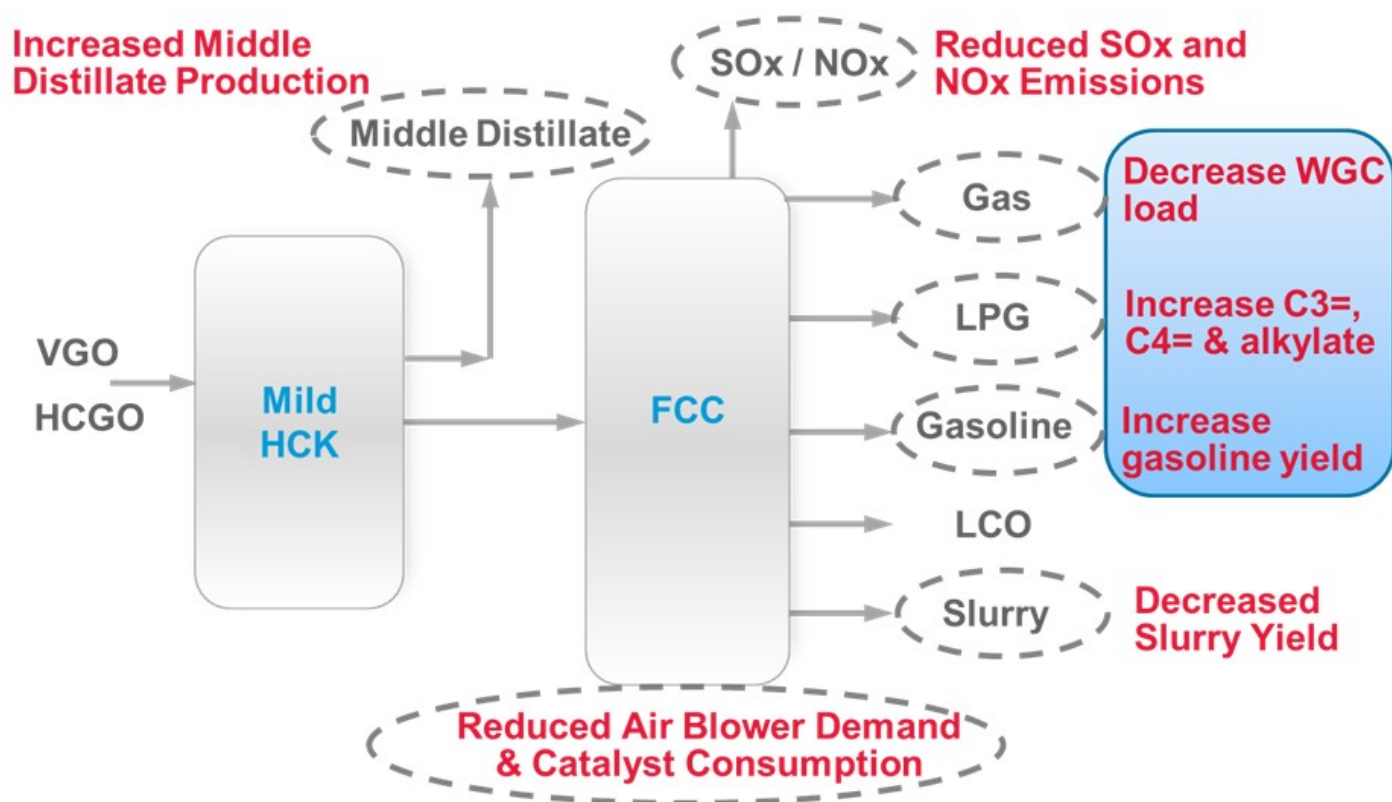 Increased Middle
Distillate Production
SOx / NOx
Reduced SOx and
NOx Emissions
Middle Distillate
Gas
Decrease WGC
load
VGO
HCGO
Mild
HCK
FCC
LPG
Increase C3=,
C4= & alkylate
Gasoline
Increase
gasoline yield
LCO
Slurry
Decreased
Slurry Yield
Reduced Air Blower Demand
& Catalyst Consumption